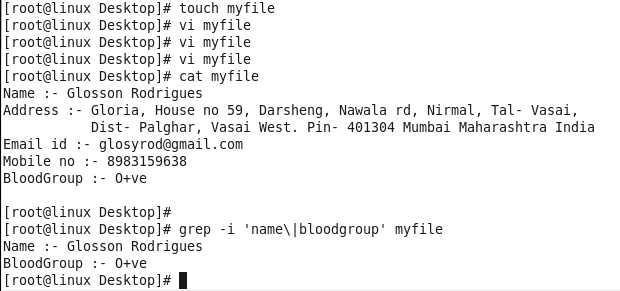 [root@linux Desktop]# touch myfile
[root@linux Desktop]# vi myfile
[root@linux Desktop]# vi myfile
[root@linux Desktop]# vi myfile
[root@linux Desktop]# cat myfile
Name :- Glosson Rodrigues
Address :- Gloria, House no 59, Darsheng, Nawala rd, Nirmal, Tal- Vasai,
           Dist- Palghar, Vasai West. Pin- 401304 Mumbai Maharashtra India
Email id :- glosyrod@gmail.com
Mobile no :- 8983159638
BloodGroup :- O+ve

[root@linux Desktop]#
[root@linux Desktop]# grep -i 'name\|bloodgroup' myfile
Name :- Glosson Rodrigues
BloodGroup :- O+ve
[root@linux Desktop]#